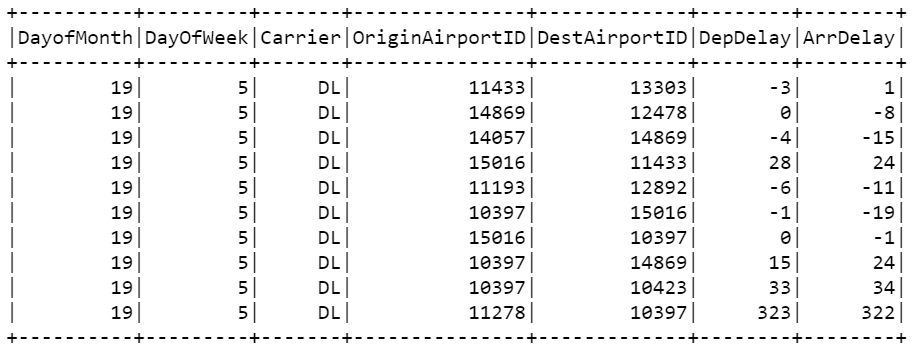 +----------+---------+-------+---------------+-------------+--------+--------+
|DayofMonth|DayOfWeek|Carrier|OriginAirportID|DestAirportID|DepDelay|ArrDelay|
+----------+---------+-------+---------------+-------------+--------+--------+
|        19|        5|     DL|          11433|        13303|      -3|       1|
|        19|        5|     DL|          14869|        12478|       0|      -8|
|        19|        5|     DL|          14057|        14869|      -4|     -15|
|        19|        5|     DL|          15016|        11433|      28|      24|
|        19|        5|     DL|          11193|        12892|      -6|     -11|
|        19|        5|     DL|          10397|        15016|      -1|     -19|
|        19|        5|     DL|          15016|        10397|       0|      -1|
|        19|        5|     DL|          10397|        14869|      15|      24|
|        19|        5|     DL|          10397|        10423|      33|      34|
|        19|        5|     DL|          11278|        10397|     323|     322|
+----------+---------+-------+---------------+-------------+--------+--------+